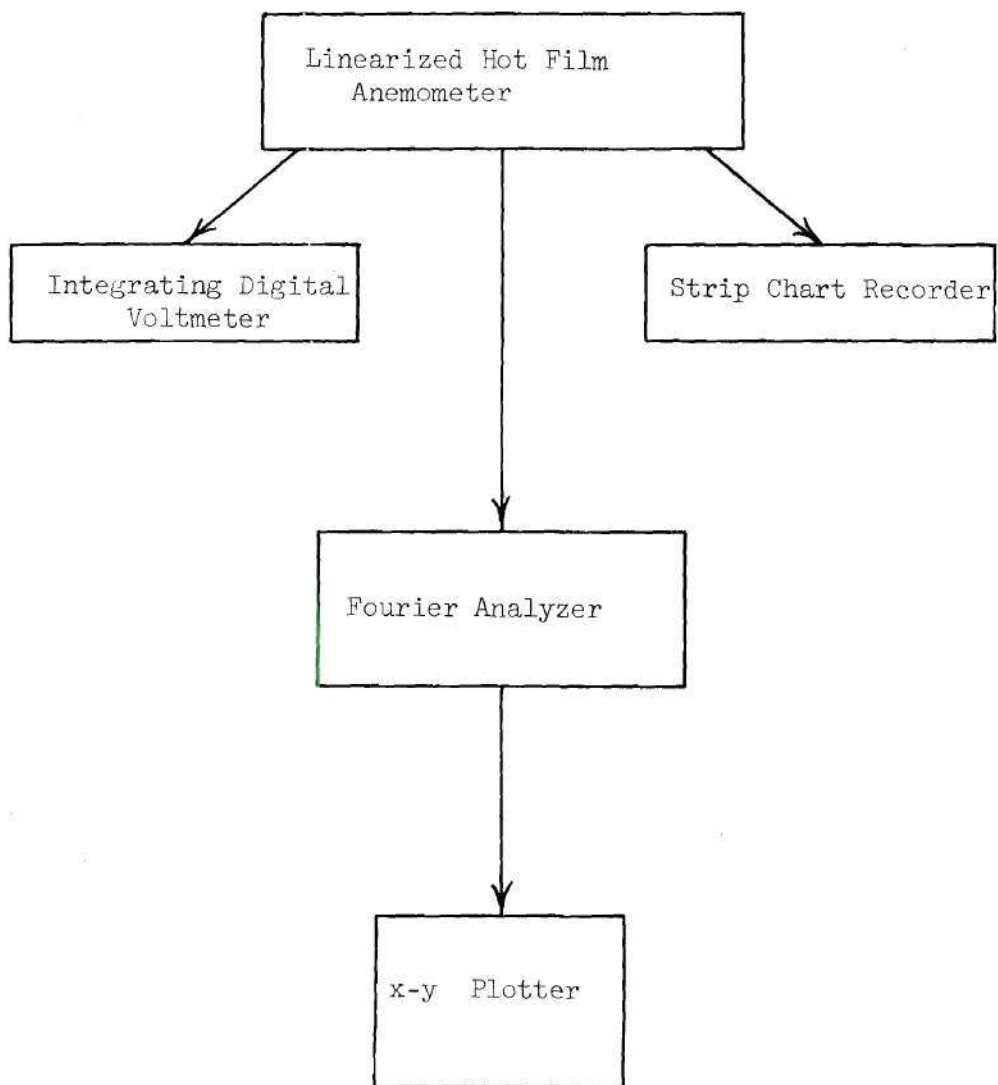 Linearized Hot Film
Anemometer
Integrating Digital
Voltmeter
Strip Chart Recorder
Fourier Analyzer
x-y Plotter